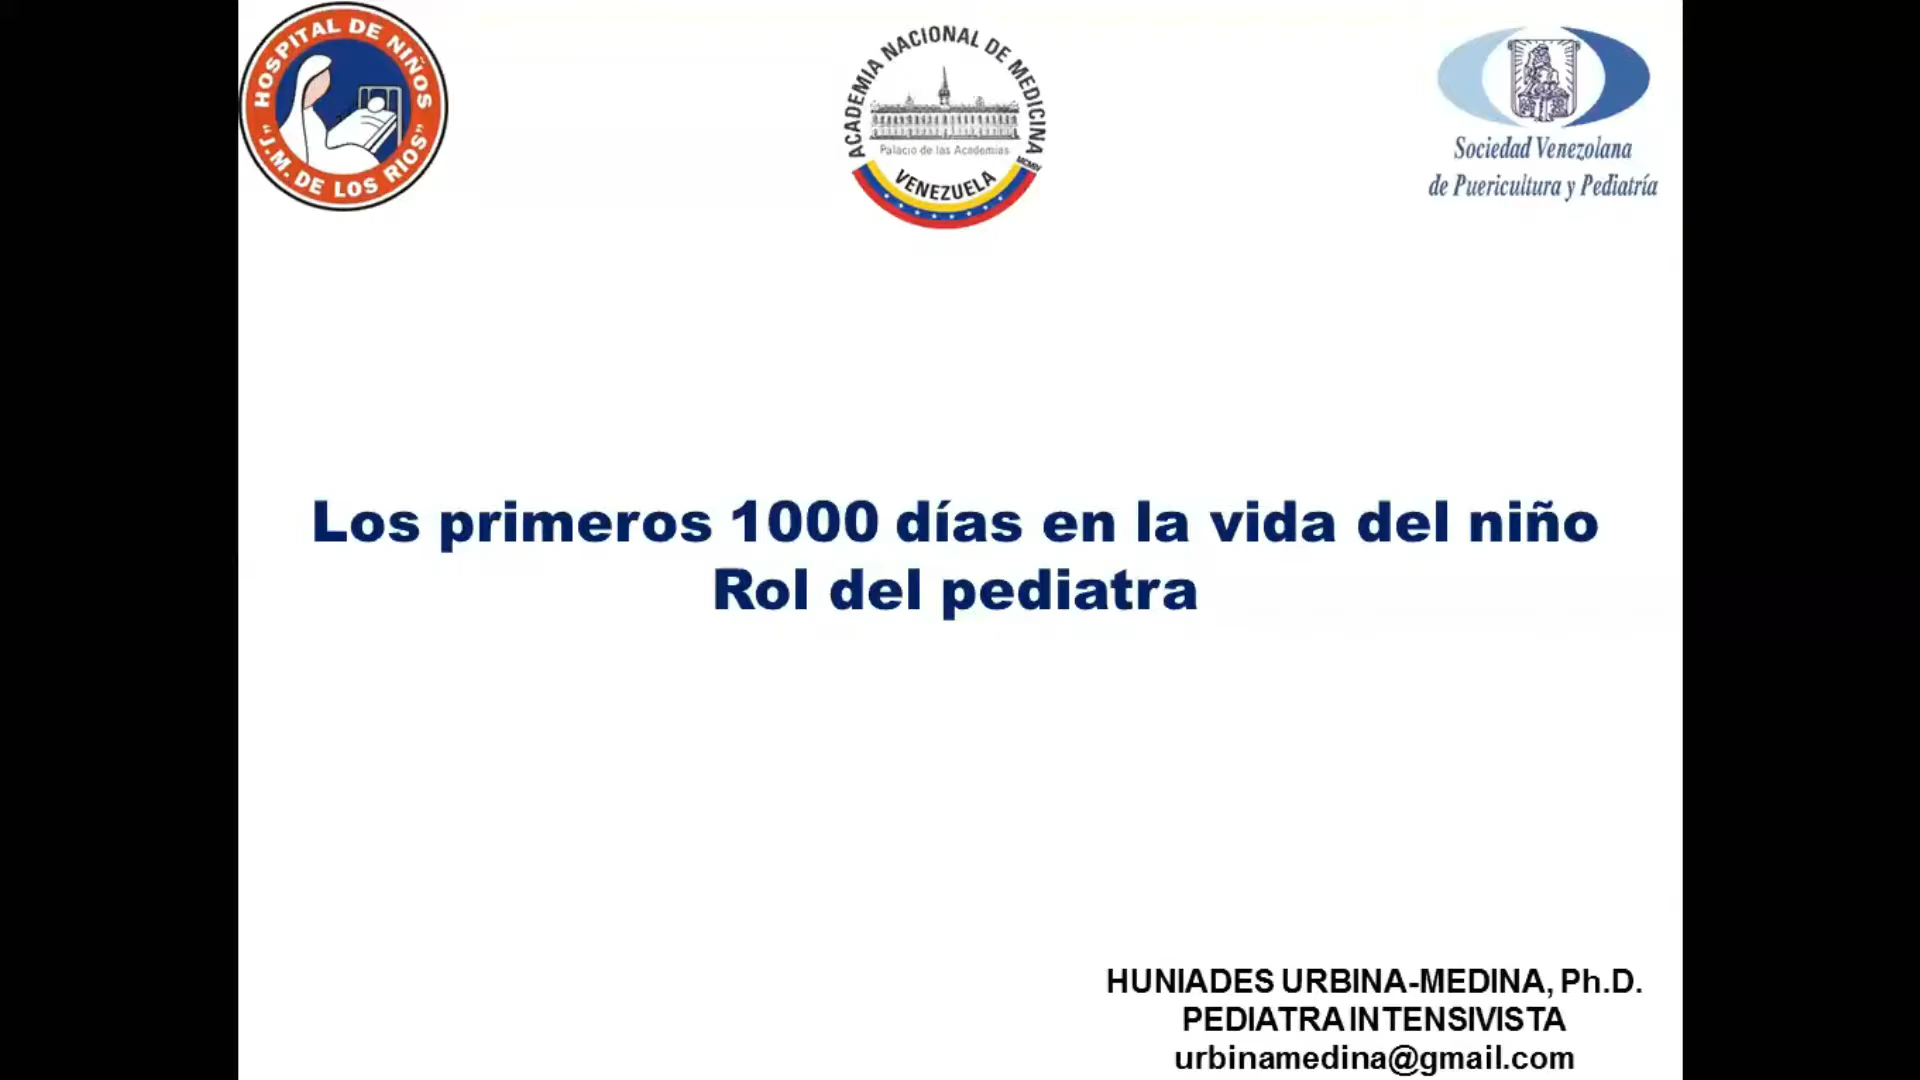 HOSPITAL DE NIÑOS
"J.M. DE LOS RIOS"
ACADEMIA NACIONAL DE MEDICINA
Palacio de las Academias
MCMIV
VENEZUELA
Sociedad Venezolana
de Puericultura y Pediatría
Los primeros 1000 días en la vida del niño
Rol del pediatra
HUNIADES URBINA-MEDINA, Ph.D.
PEDIATRA INTENSIVISTA
urbinamedina@gmail.com